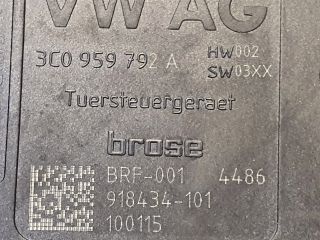 VW AG
3C0 959 792 A HW002
SW03XX
Tuersteuergeraet
brose
BRF-001 4486
918434-101
100115